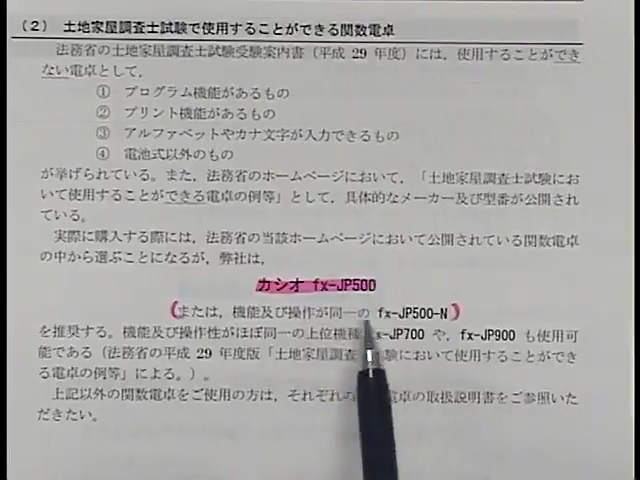 （２） 土地家屋調査士試験で使用することができる関数電卓
法務省の土地家屋調査士試験受験案内書（平成 29 年度）には，使用することができ
ない電卓として，
① プログラム機能があるもの
② プリント機能があるもの
③ アルファベットやカナ文字が入力できるもの
④ 電池式以外のもの
が挙げられている。また，法務省のホームページにおいて，「土地家屋調査士試験にお
いて使用することができる電卓の例等」として，具体的なメーカー及び型番が公開され
ている。
実際に購入する際には，法務省の当該ホームページにおいて公開されている関数電卓
の中から選ぶことになるが，弊社は，
カシオ fx-JP500
（または，機能及び操作が同一の fx-JP500-N）
を推奨する。機能及び操作性がほぼ同一の上位機種 x-JP700 や，fx-JP900 も使用可
能である（法務省の平成 29 年度版「土地家屋調査 試験において使用することができ
る電卓の例等」による。）。
上記以外の関数電卓をご使用の方は，それぞれの 電卓の取扱説明書をご参照いた
だきたい。